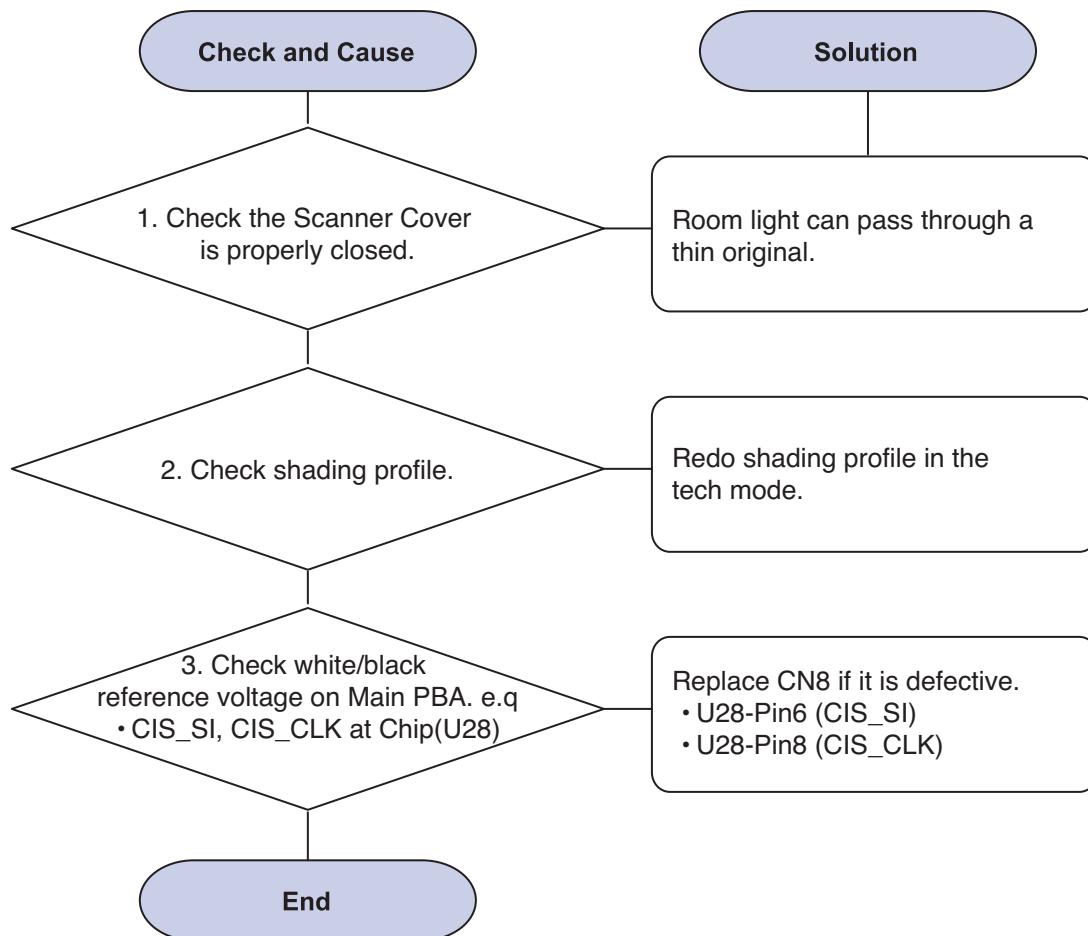 Check and Cause
Solution
1. Check the Scanner Cover
is properly closed.
Room light can pass through a
thin original.
2. Check shading profile.
Redo shading profile in the
tech mode.
3. Check white/black
reference voltage on Main PBA. e.q
• CIS_SI, CIS_CLK at Chip(U28)
Replace CN8 if it is defective.
• U28-Pin6 (CIS_SI)
• U28-Pin8 (CIS_CLK)
End